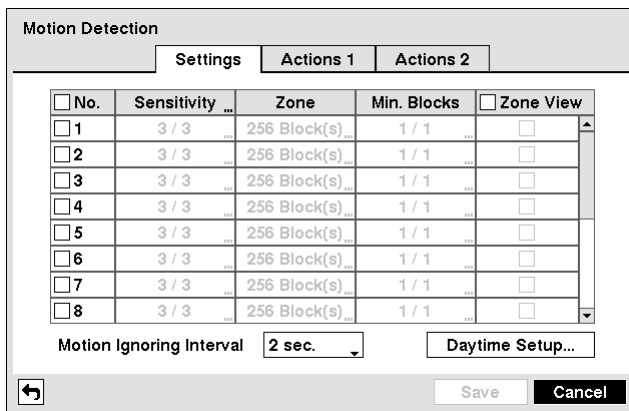 Motion Detection
Settings Actions 1 Actions 2
No. Sensitivity ... Zone Min. Blocks Zone View
1 3 / 3 ... 256 Block(s) ... 1 / 1 ...
2 3 / 3 ... 256 Block(s) ... 1 / 1 ...
3 3 / 3 ... 256 Block(s) ... 1 / 1 ...
4 3 / 3 ... 256 Block(s) ... 1 / 1 ...
5 3 / 3 ... 256 Block(s) ... 1 / 1 ...
6 3 / 3 ... 256 Block(s) ... 1 / 1 ...
7 3 / 3 ... 256 Block(s) ... 1 / 1 ...
8 3 / 3 ... 256 Block(s) ... 1 / 1 ...
Motion Ignoring Interval 2 sec. Daytime Setup...
Save Cancel